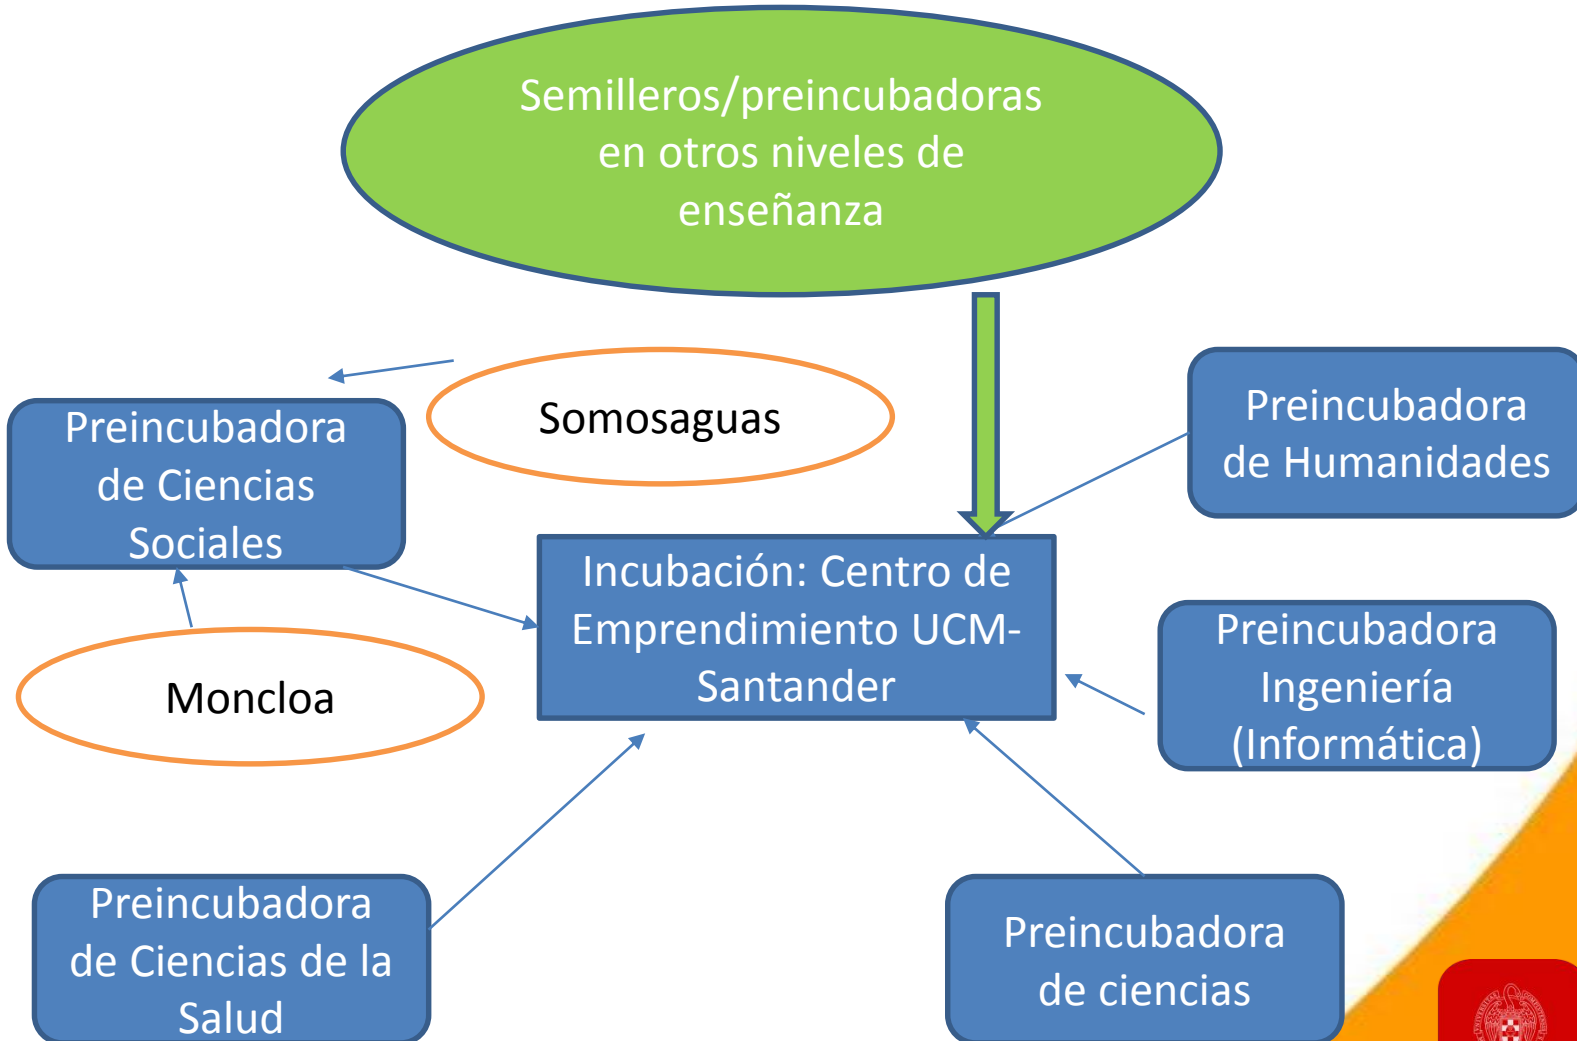 Semilleros/preincubadoras
en otros niveles de
enseñanza
Somosaguas
Preincubadora
de Ciencias
Sociales
Preincubadora
de Humanidades
Incubación: Centro de
Emprendimiento UCM-
Santander
Moncloa
Preincubadora
Ingeniería
(Informática)
Preincubadora
de Ciencias de la
Salud
Preincubadora
de ciencias